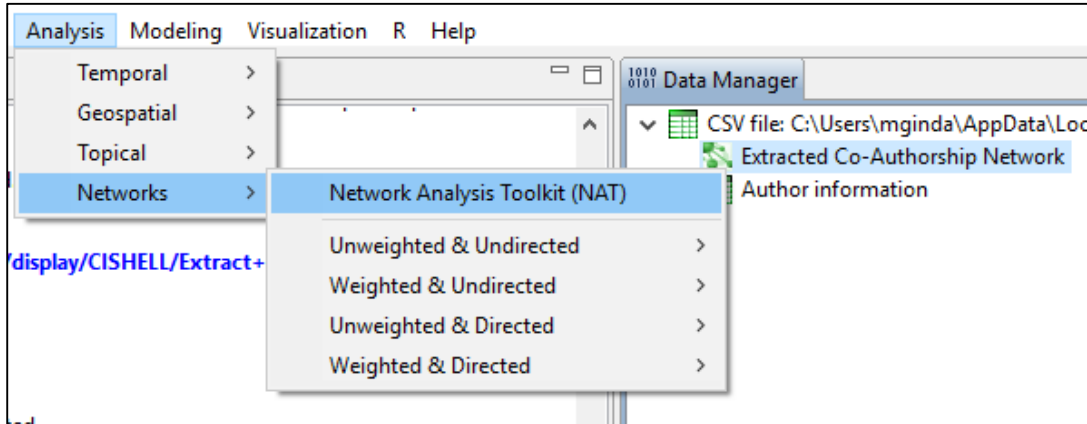 Analysis Modeling Visualization R Help
Temporal
Geospatial
Topical
Networks
Network Analysis Toolkit (NAT)
Unweighted & Undirected
Weighted & Undirected
Unweighted & Directed
Weighted & Directed
/display/CISHELL/Extract+
1010
0101 Data Manager
CSV file: C:\Users\mginda\AppData\Loc
Extracted Co-Authorship Network
Author information